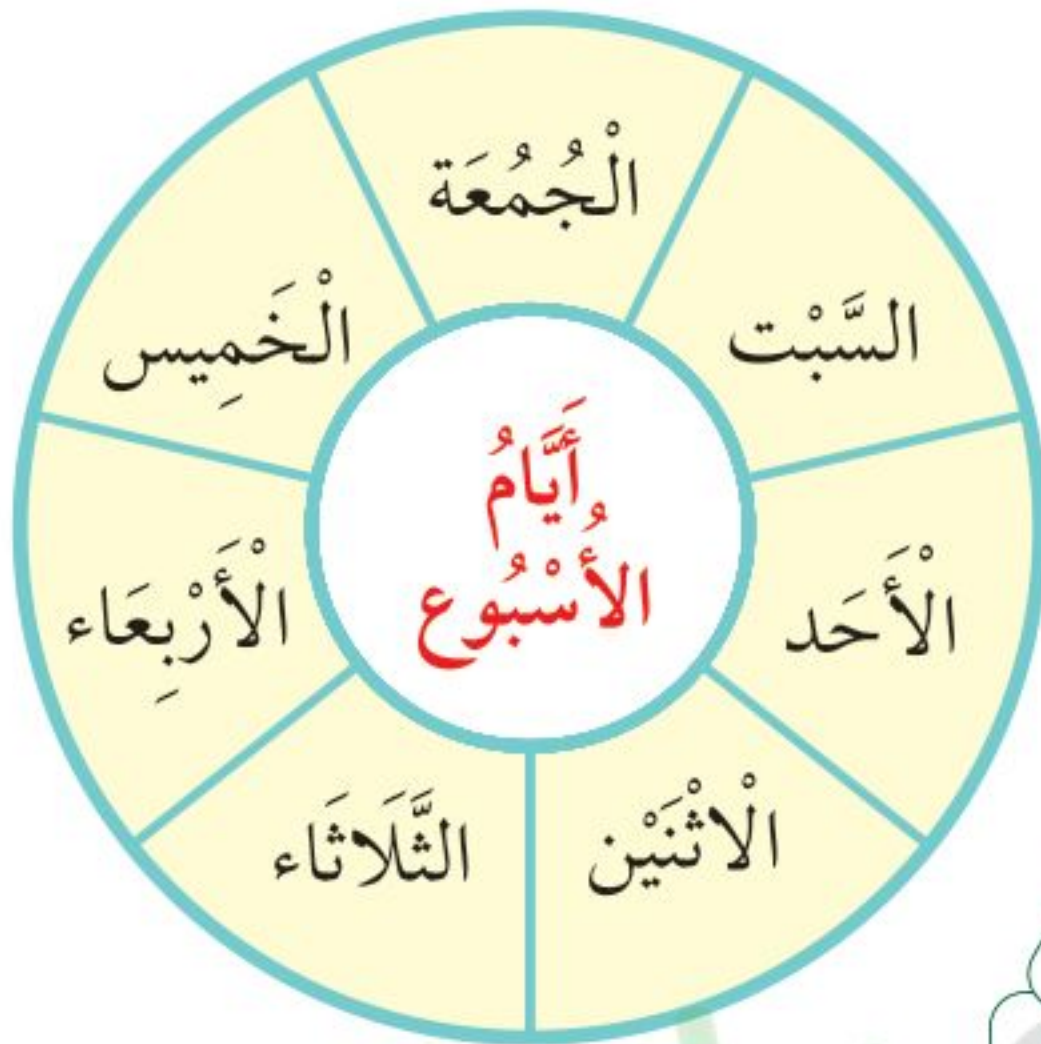 أَيَّامُ
الأُسْبُوع
الْجُمُعَة
السَّبْت
الْأَحَد
الْاثْنَيْن
الثَّلَاثَاء
الْأَرْبِعَاء
الْخَمِيس